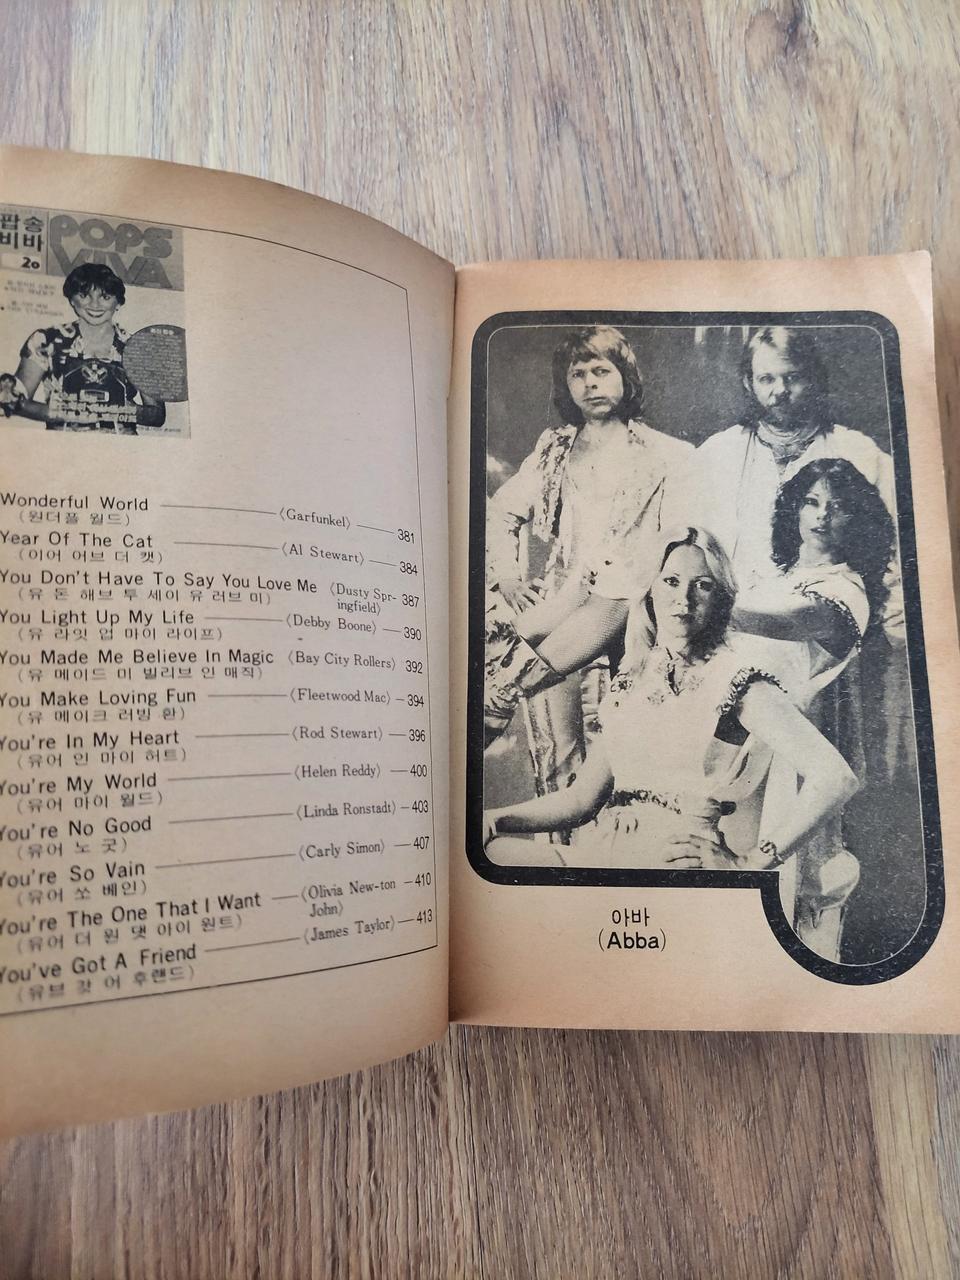 팝송
비바
20
POPS
VIVA
Wonderful World 〈Garfunkel〉 381
(원더풀 월드)
Year Of The Cat 〈Al Stewart〉 384
(이어 어브 더 캣)
You Don't Have To Say You Love Me 〈Dusty Spr-ingfield〉 387
(유 돈 해브 투 세이 유 러브 미)
You Light Up My Life 〈Debby Boone〉 390
(유 라잇 업 마이 라이프)
You Made Me Believe In Magic 〈Bay City Rollers〉 392
(유 메이드 미 빌리브 인 매직)
You Make Loving Fun 〈Fleetwood Mac〉 394
(유 메이크 러빙 환)
You're In My Heart 〈Rod Stewart〉 396
(유어 인 마이 허트)
You're My World 〈Helen Reddy〉 400
(유어 마이 월드)
You're No Good 〈Linda Ronstadt〉 403
(유어 노 굿)
You're So Vain 〈Carly Simon〉 407
(유어 쏘 베인)
You're The One That I Want 〈Olivia New-ton John〉 410
(유어 더 원 댓 아이 원트)
You've Got A Friend 〈James Taylor〉 413
(유브 갓 어 후랜드)
아바
(Abba)